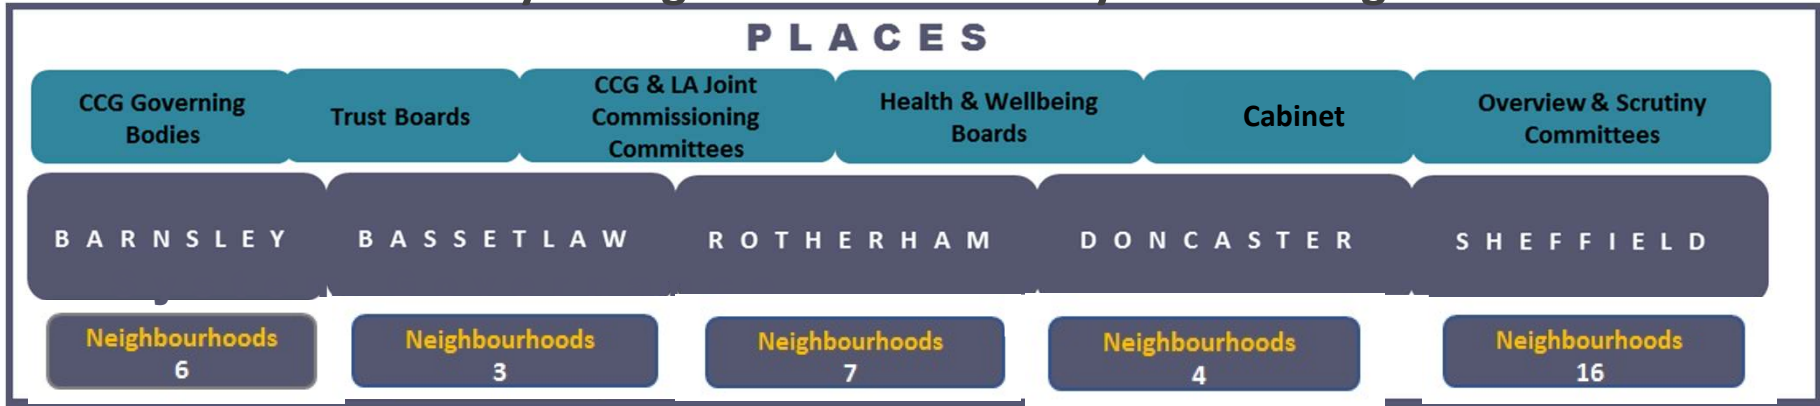 PLACES
CCG Governing
Bodies
Trust Boards
CCG & LA Joint
Commissioning
Committees
Health & Wellbeing
Boards
Cabinet
Overview & Scrutiny
Committees
BARNSLEY
BASSETLAW
ROTHERHAM
DONCASTER
SHEFFIELD
Neighbourhoods
6
Neighbourhoods
3
Neighbourhoods
7
Neighbourhoods
4
Neighbourhoods
16